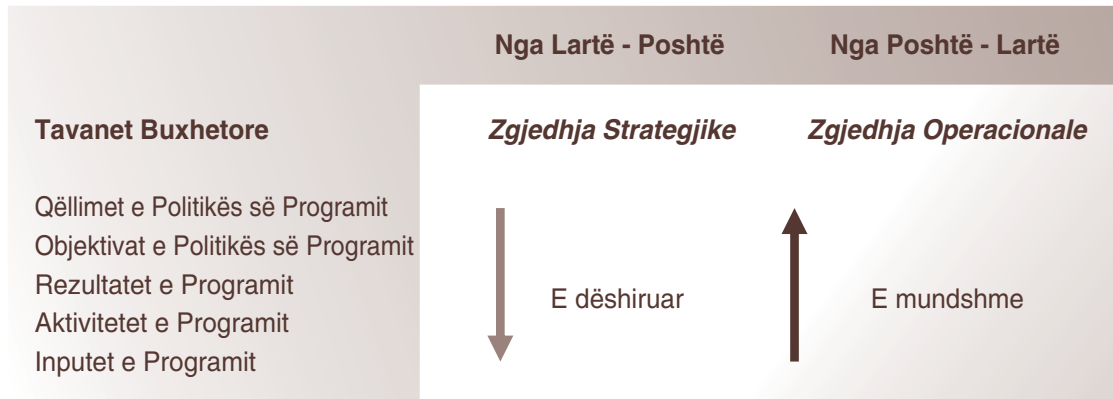 Nga Lartë - Poshtë Nga Poshtë - Lartë
Tavanet Buxhetore Zgjedhja Strategjike Zgjedhja Operacionale
Qëllimet e Politikës së Programit
Objektivat e Politikës së Programit
Rezultatet e Programit E dëshiruar E mundshme
Aktivitetet e Programit
Inputet e Programit